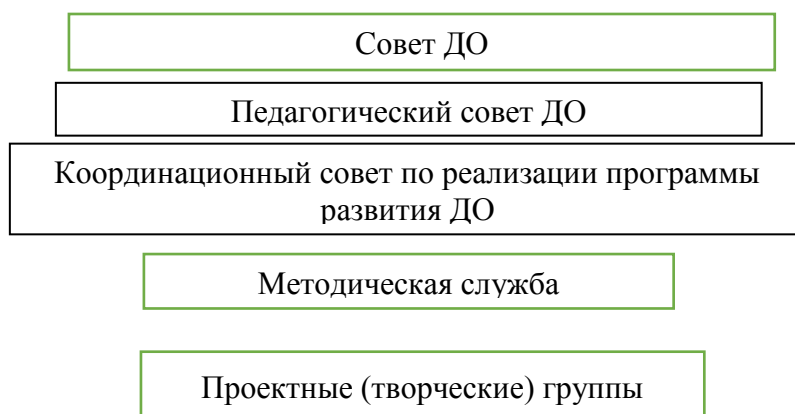 Совет ДО
Педагогический совет ДО
Координационный совет по реализации программы
развития ДО
Методическая служба
Проектные (творческие) группы